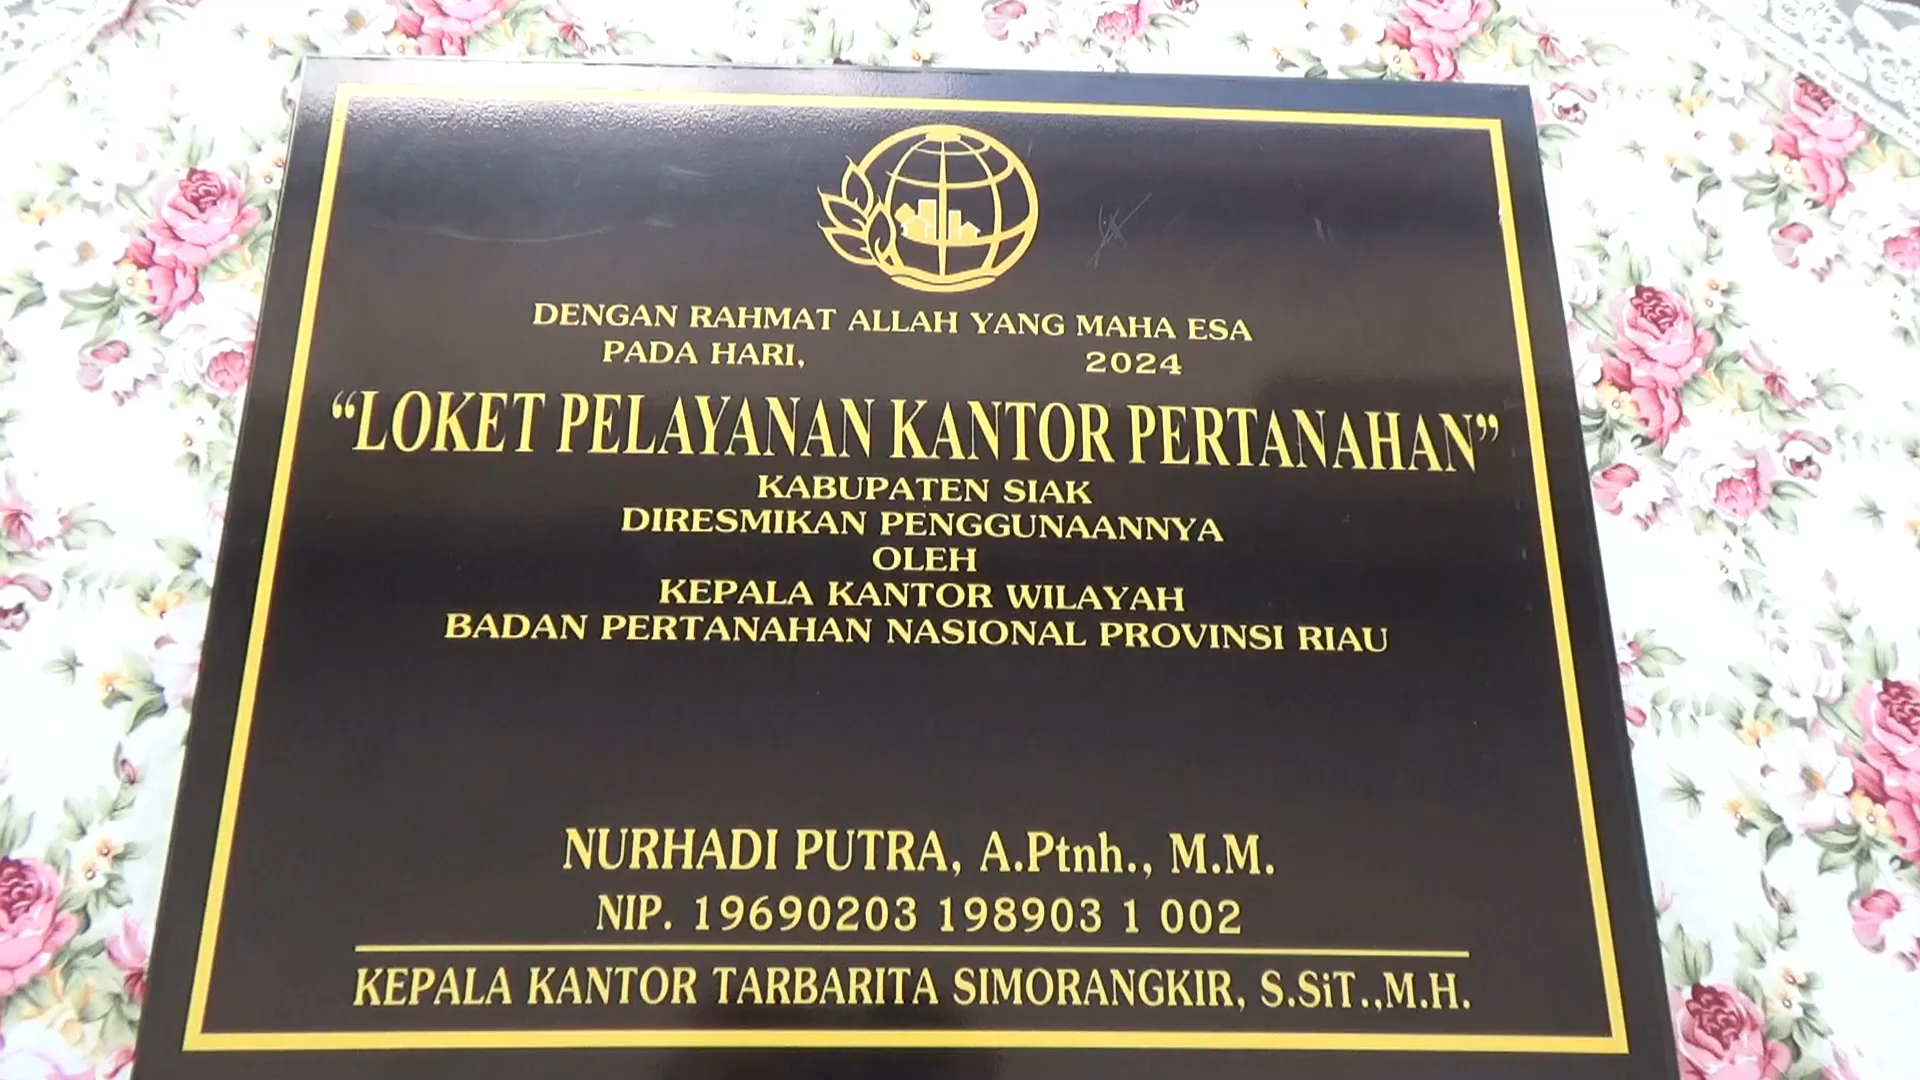 DENGAN RAHMAT ALLAH YANG MAHA ESA
PADA HARI, 2024
“LOKET PELAYANAN KANTOR PERTANAHAN”
KABUPATEN SIAK
DIRESMIKAN PENGGUNAANNYA
OLEH
KEPALA KANTOR WILAYAH
BADAN PERTANAHAN NASIONAL PROVINSI RIAU
NURHADI PUTRA, A.Ptnh., M.M.
NIP. 19690203 198903 1 002
KEPALA KANTOR TARBARITA SIMORANGKIR, S.SiT.,M.H.